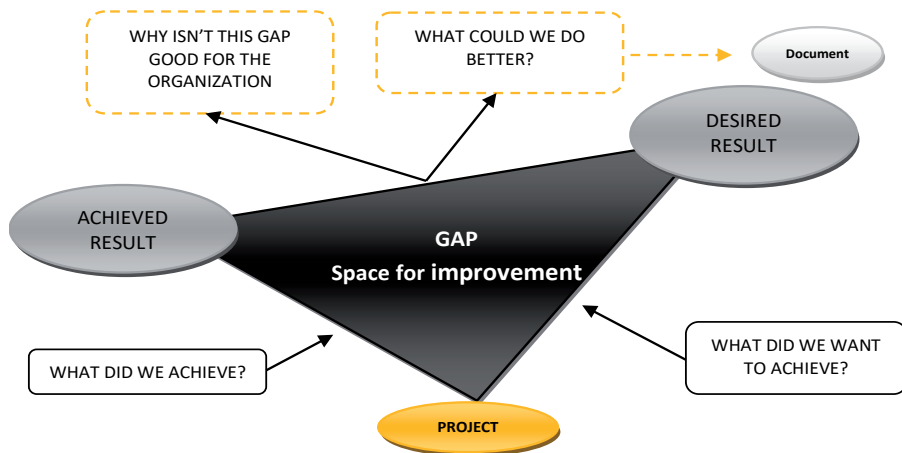 WHY ISN’T THIS GAP
GOOD FOR THE
ORGANIZATION
WHAT COULD WE DO
BETTER?
Document
DESIRED
RESULT
ACHIEVED
RESULT
GAP
Space for improvement
WHAT DID WE ACHIEVE?
WHAT DID WE WANT
TO ACHIEVE?
PROJECT